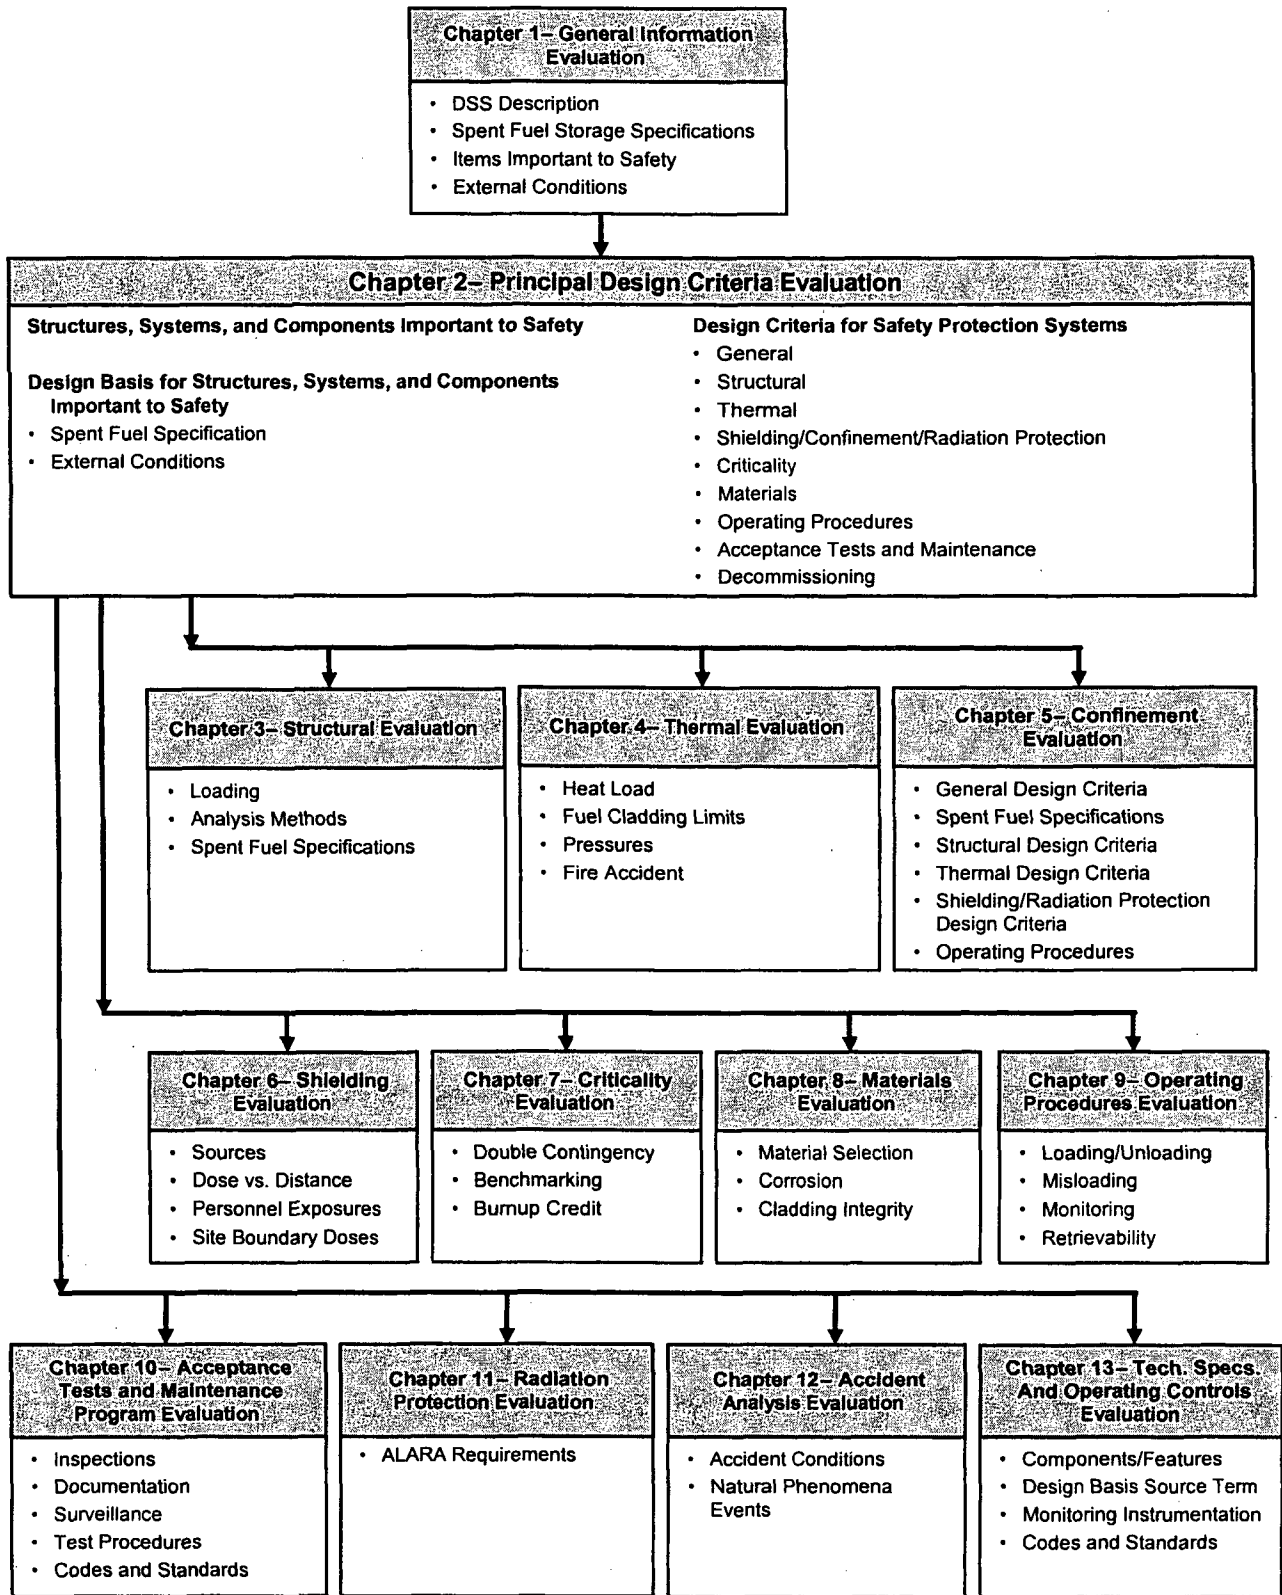 Chapter 1– General Information
Evaluation
• DSS Description
• Spent Fuel Storage Specifications
• Items Important to Safety
• External Conditions
Chapter 2– Principal Design Criteria Evaluation
Structures, Systems, and Components Important to Safety
Design Basis for Structures, Systems, and Components
Important to Safety
• Spent Fuel Specification
• External Conditions
Design Criteria for Safety Protection Systems
• General
• Structural
• Thermal
• Shielding/Confinement/Radiation Protection
• Criticality
• Materials
• Operating Procedures
• Acceptance Tests and Maintenance
• Decommissioning
Chapter 3– Structural Evaluation
• Loading
• Analysis Methods
• Spent Fuel Specifications
Chapter 4– Thermal Evaluation
• Heat Load
• Fuel Cladding Limits
• Pressures
• Fire Accident
Chapter 5– Confinement
Evaluation
• General Design Criteria
• Spent Fuel Specifications
• Structural Design Criteria
• Thermal Design Criteria
• Shielding/Radiation Protection
Design Criteria
• Operating Procedures
Chapter 6– Shielding
Evaluation
• Sources
• Dose vs. Distance
• Personnel Exposures
• Site Boundary Doses
Chapter 7– Criticality
Evaluation
• Double Contingency
• Benchmarking
• Burnup Credit
Chapter 8– Materials
Evaluation
• Material Selection
• Corrosion
• Cladding Integrity
Chapter 9– Operating
Procedures Evaluation
• Loading/Unloading
• Misloading
• Monitoring
• Retrievability
Chapter 10– Acceptance
Tests and Maintenance
Program Evaluation
• Inspections
• Documentation
• Surveillance
• Test Procedures
• Codes and Standards
Chapter 11– Radiation
Protection Evaluation
• ALARA Requirements
Chapter 12– Accident
Analysis Evaluation
• Accident Conditions
• Natural Phenomena
Events
Chapter 13– Tech. Specs.
And Operating Controls
Evaluation
• Components/Features
• Design Basis Source Term
• Monitoring Instrumentation
• Codes and Standards